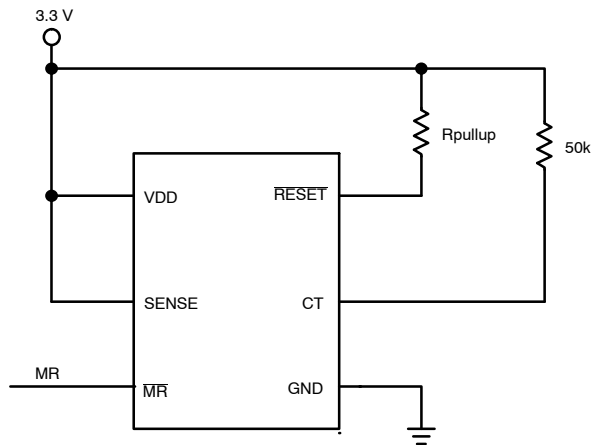 3.3 V
Rpullup
50k
VDD
RESET
SENSE
CT
MR
MR
GND